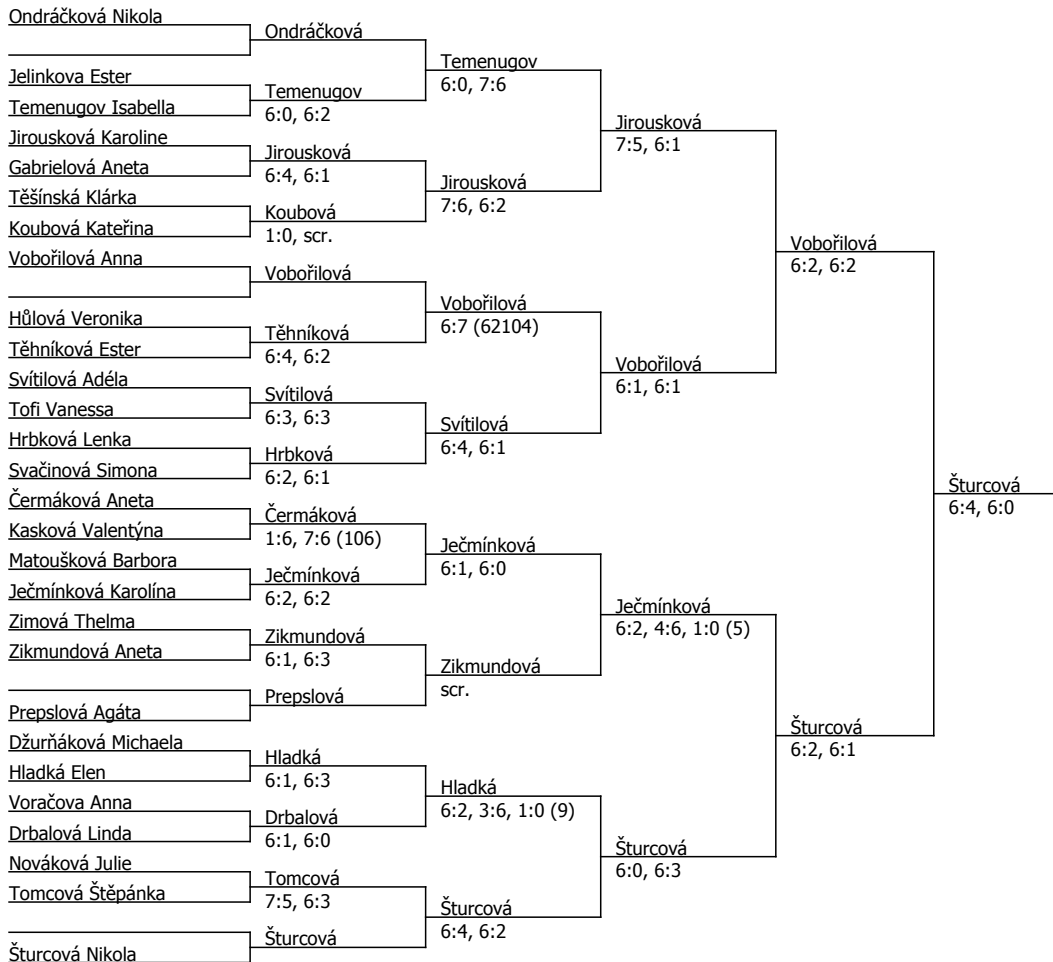 Ondráčková Nikola
Ondráčková
Temenugov
6:0, 7:6
Jelinkova Ester
Temenugov
6:0, 6:2
Temenugov Isabella
Jirousková
7:5, 6:1
Jirousková Karoline
Jirousková
6:4, 6:1
Gabrielová Aneta
Jirousková
7:6, 6:2
Těšínská Klárka
Koubová
1:0, scr.
Koubová Kateřina
Vobořilová
6:2, 6:2
Vobořilová Anna
Vobořilová
Vobořilová
6:7 (62104)
Hůlová Veronika
Těhníková
6:4, 6:2
Těhníková Ester
Vobořilová
6:1, 6:1
Svítilová Adéla
Svítilová
6:3, 6:3
Tofi Vanessa
Svítilová
6:4, 6:1
Hrbková Lenka
Hrbková
6:2, 6:1
Svačinová Simona
Šturcová
6:4, 6:0
Čermáková Aneta
Čermáková
1:6, 7:6 (106)
Kasková Valentýna
Ječmínková
6:1, 6:0
Matoušková Barbora
Ječmínková
6:2, 6:2
Ječmínková Karolína
Ječmínková
6:2, 4:6, 1:0 (5)
Zimová Thelma
Zikmundová
6:1, 6:3
Zikmundová Aneta
Zikmundová
scr.
Prepslová
Prepslová Agáta
Šturcová
6:2, 6:1
Džurňáková Michaela
Hladká
6:1, 6:3
Hladká Elen
Hladká
6:2, 3:6, 1:0 (9)
Voračova Anna
Drbalová
6:1, 6:0
Drbalová Linda
Šturcová
6:0, 6:3
Nováková Julie
Tomcová
7:5, 6:3
Tomcová Štěpánka
Šturcová
6:4, 6:2
Šturcová
Šturcová Nikola